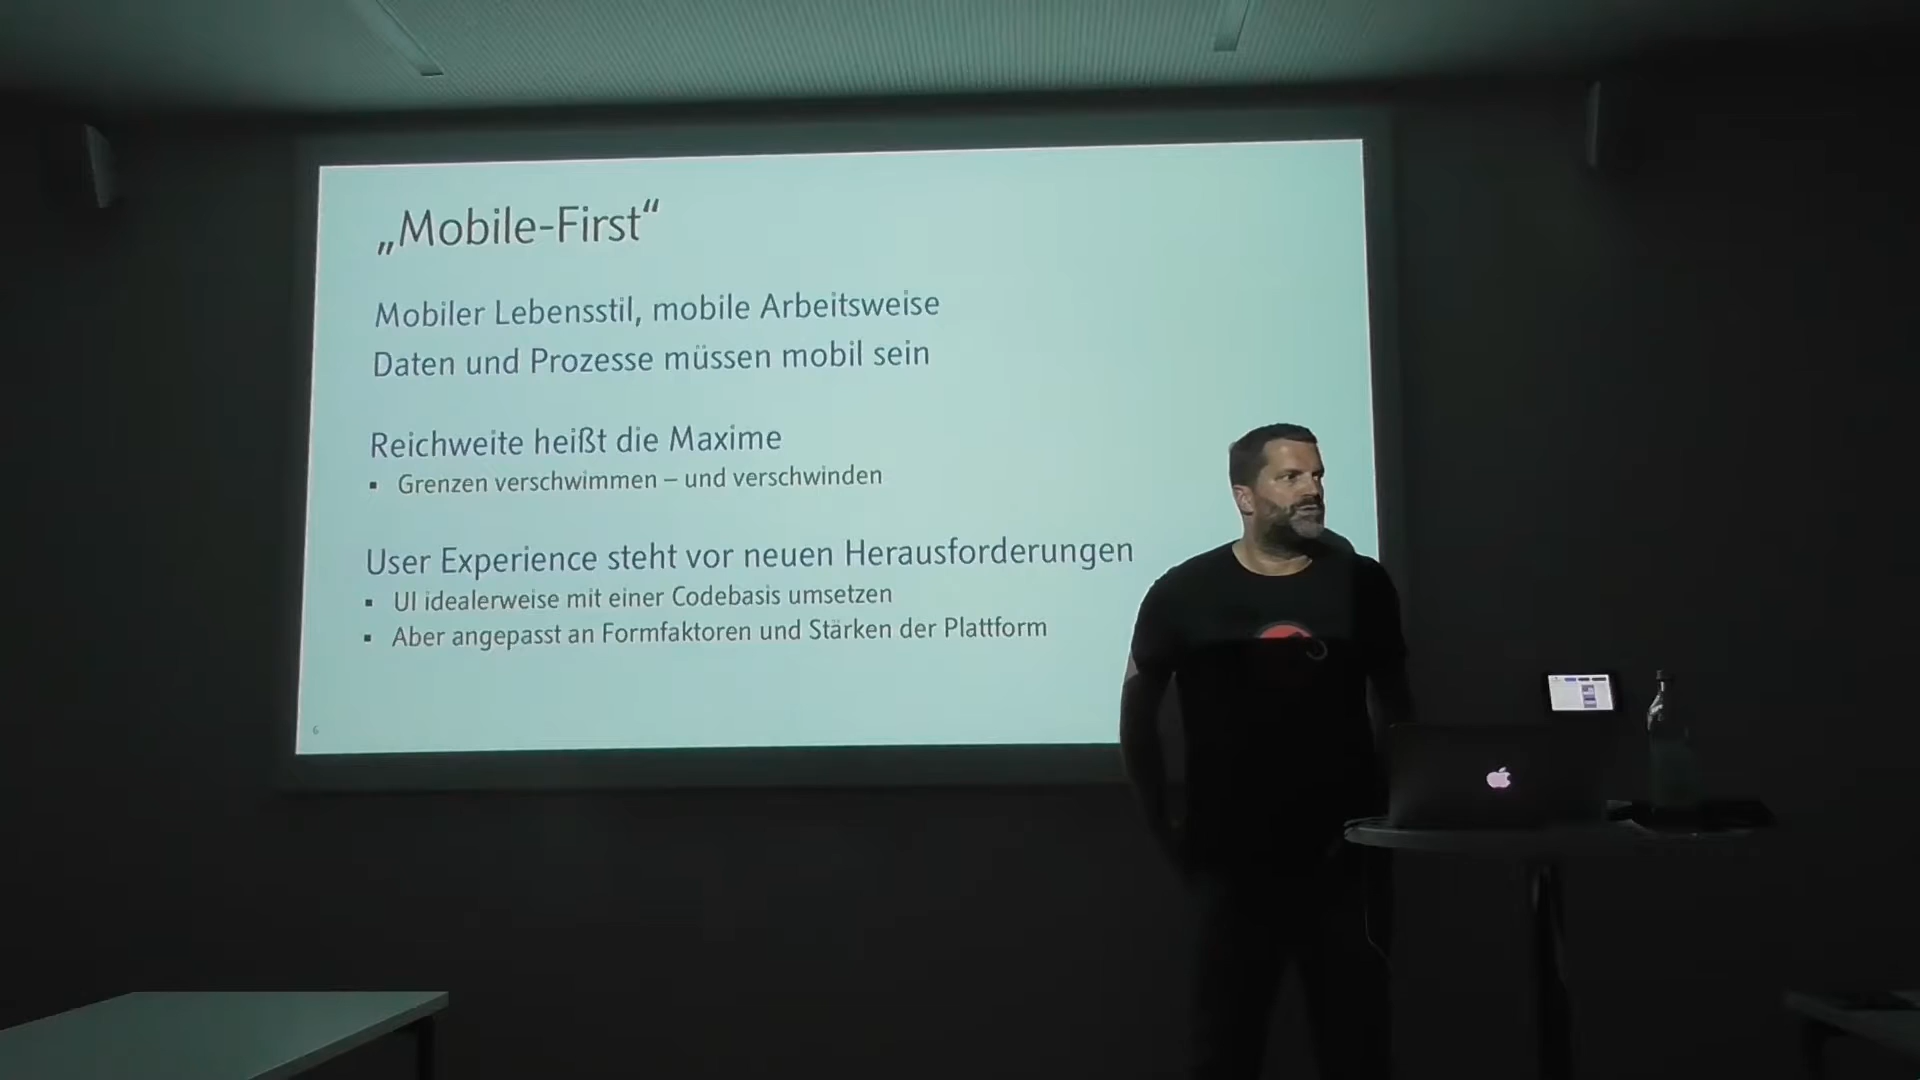 „Mobile-First“
Mobiler Lebensstil, mobile Arbeitsweise
Daten und Prozesse müssen mobil sein
Reichweite heißt die Maxime
▪ Grenzen verschwimmen – und verschwinden
User Experience steht vor neuen Herausforderungen
▪ UI idealerweise mit einer Codebasis umsetzen
▪ Aber angepasst an Formfaktoren und Stärken der Plattform
6